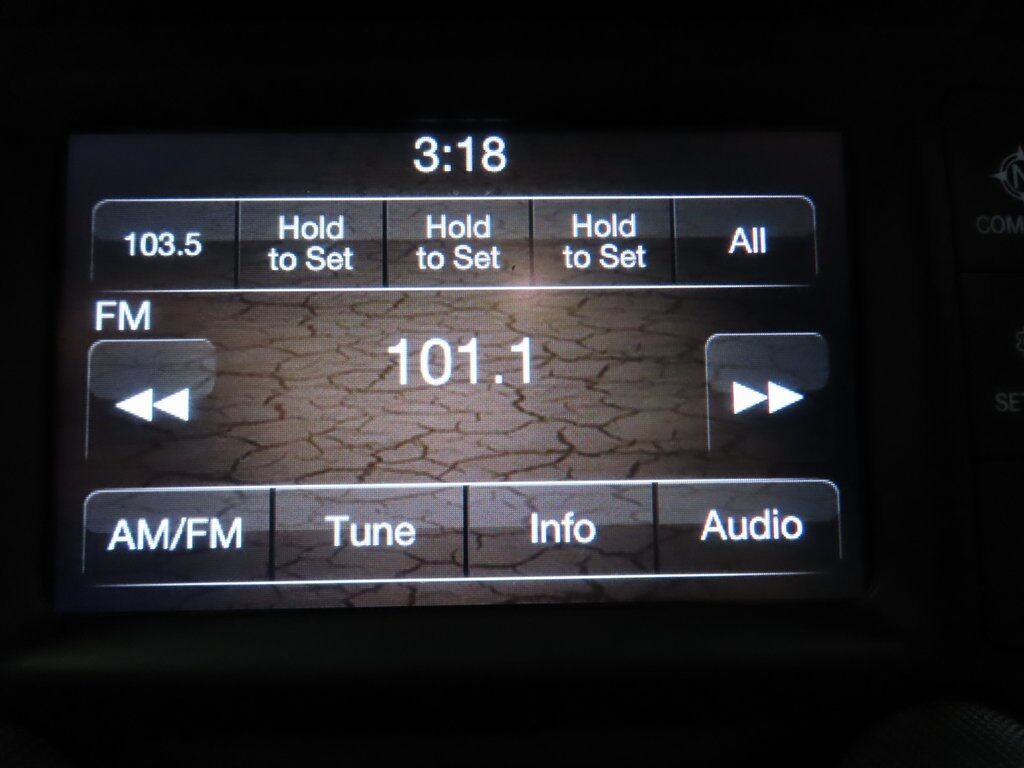 3:18
103.5
Hold
to Set
Hold
to Set
Hold
to Set
All
FM
101.1
AM/FM
Tune
Info
Audio
N